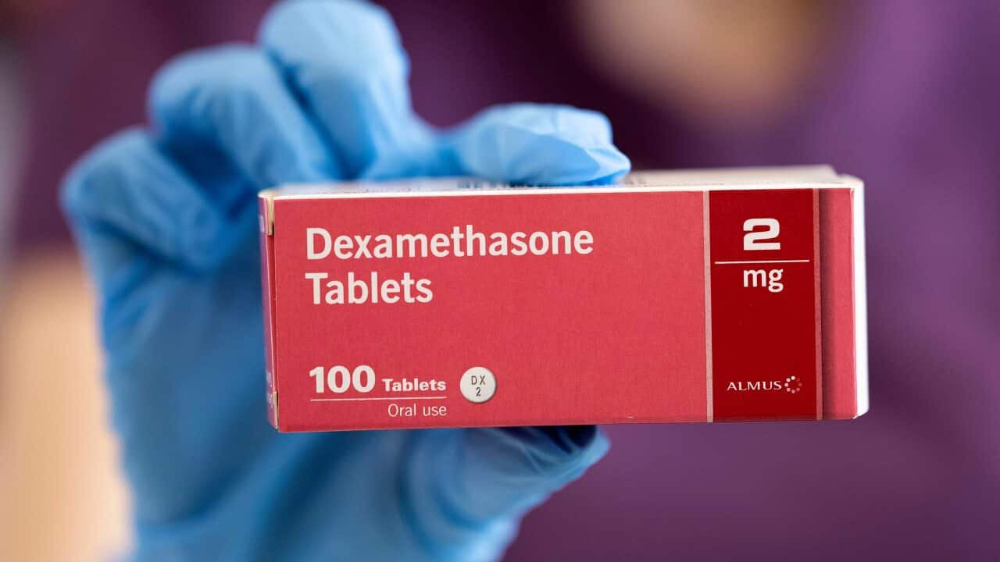 Dexamethasone
Tablets
2
mg
100 Tablets
Oral use
DX
2
ALMUS